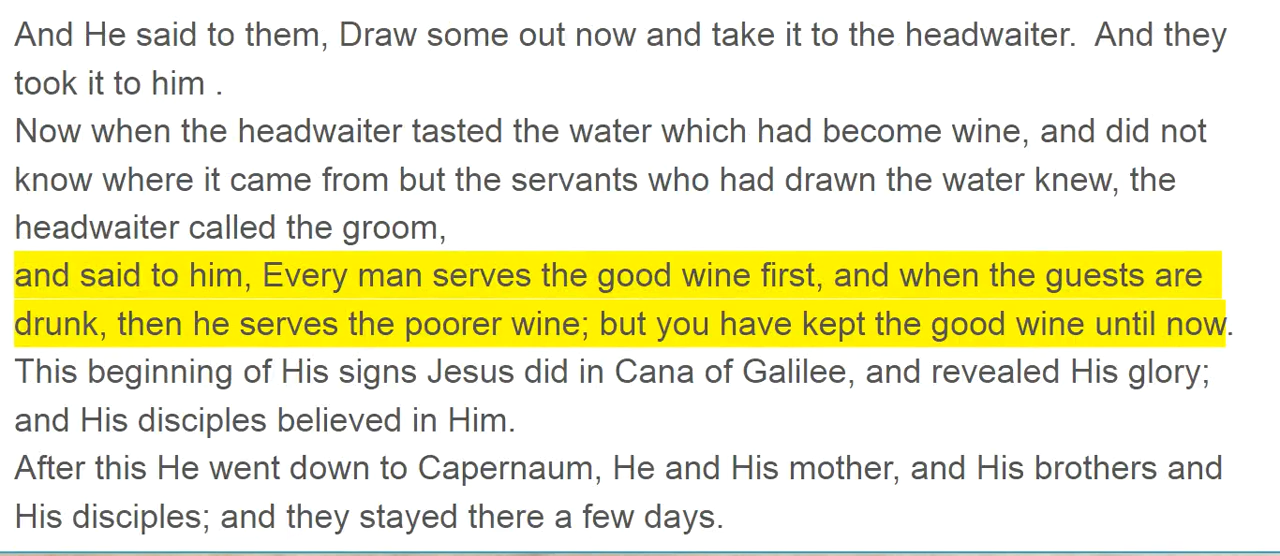 And He said to them, Draw some out now and take it to the headwaiter.  And they
took it to him .
Now when the headwaiter tasted the water which had become wine, and did not
know where it came from but the servants who had drawn the water knew, the
headwaiter called the groom,
and said to him, Every man serves the good wine first, and when the guests are
drunk, then he serves the poorer wine; but you have kept the good wine until now.
This beginning of His signs Jesus did in Cana of Galilee, and revealed His glory;
and His disciples believed in Him.
After this He went down to Capernaum, He and His mother, and His brothers and
His disciples; and they stayed there a few days.